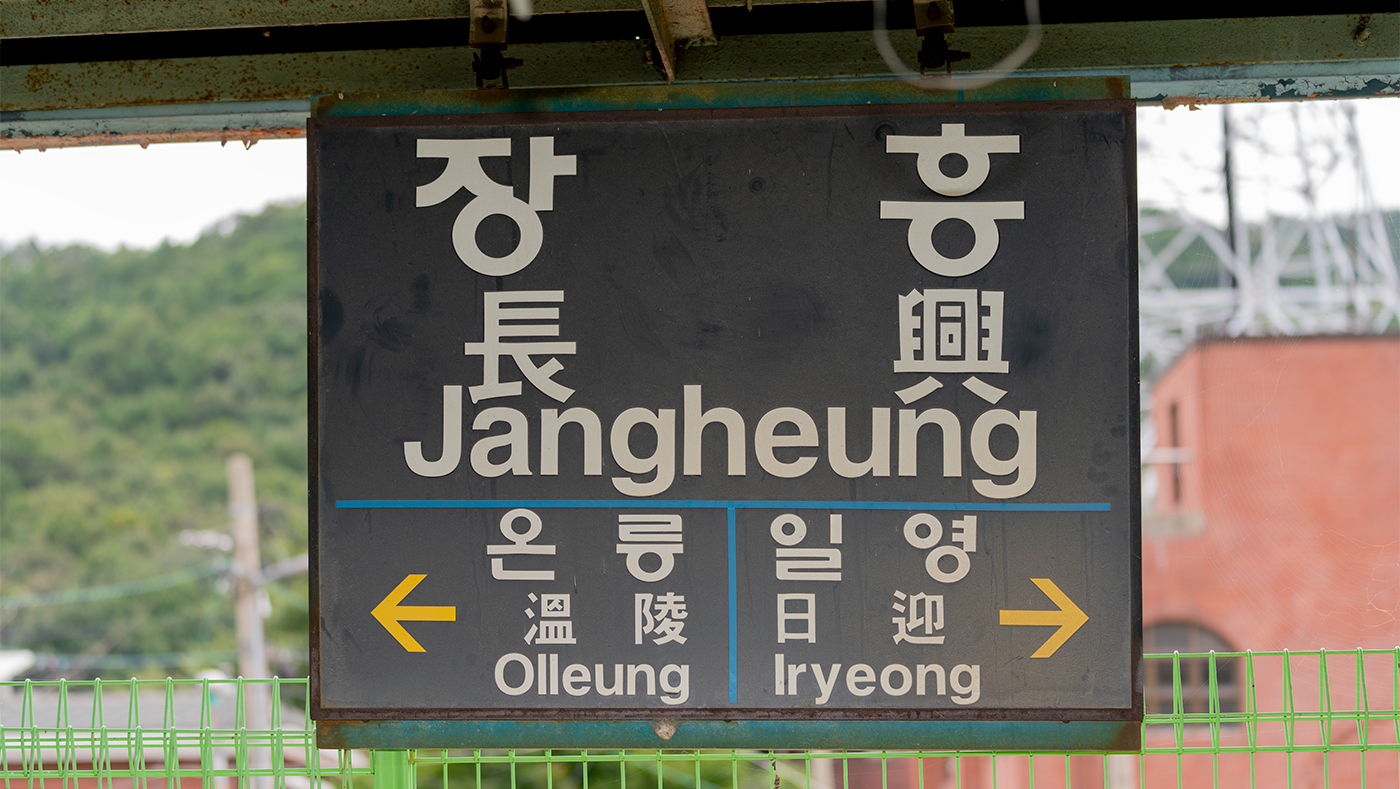 장 흥
長 興
Jangheung
온 릉 일 영
溫 陵 日 迎
← →
Olleung Iryeong